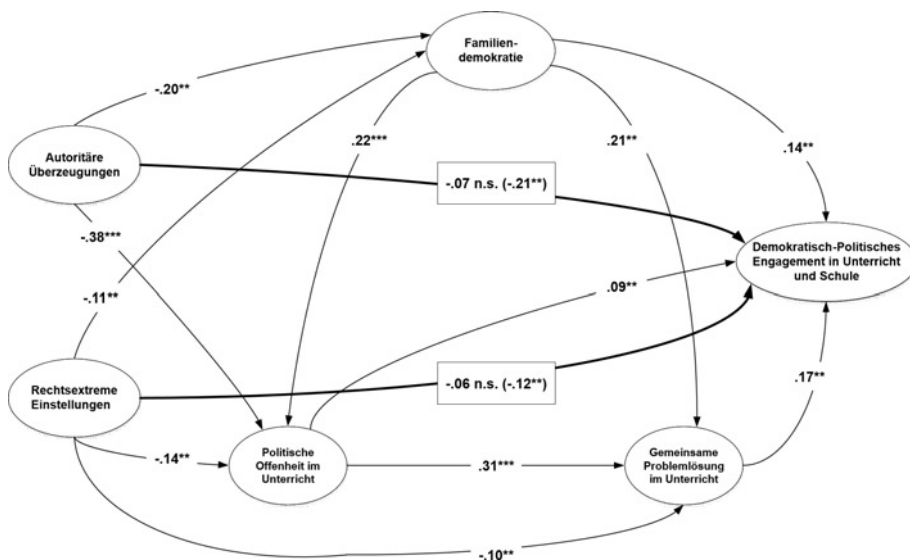 Familien-
demokratie
-.20**
.22***
.21**
.14**
Autoritäre
Überzeugungen
-.07 n.s. (-.21**)
-.38***
Demokratisch-Politisches
Engagement in Unterricht
und Schule
-.11**
.09**
Rechtsextreme
Einstellungen
-.06 n.s. (-.12**)
.17**
-.14**
Politische
Offenheit im
Unterricht
.31***
Gemeinsame
Problemlösung
im Unterricht
-.10**